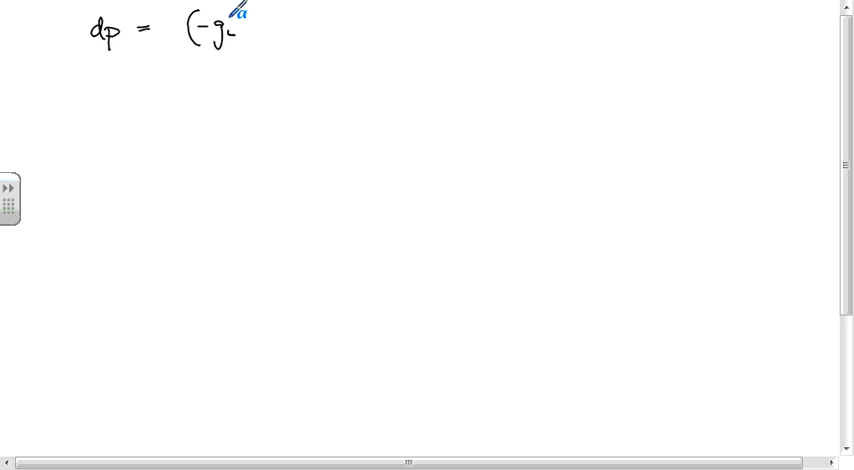 dp = (-g